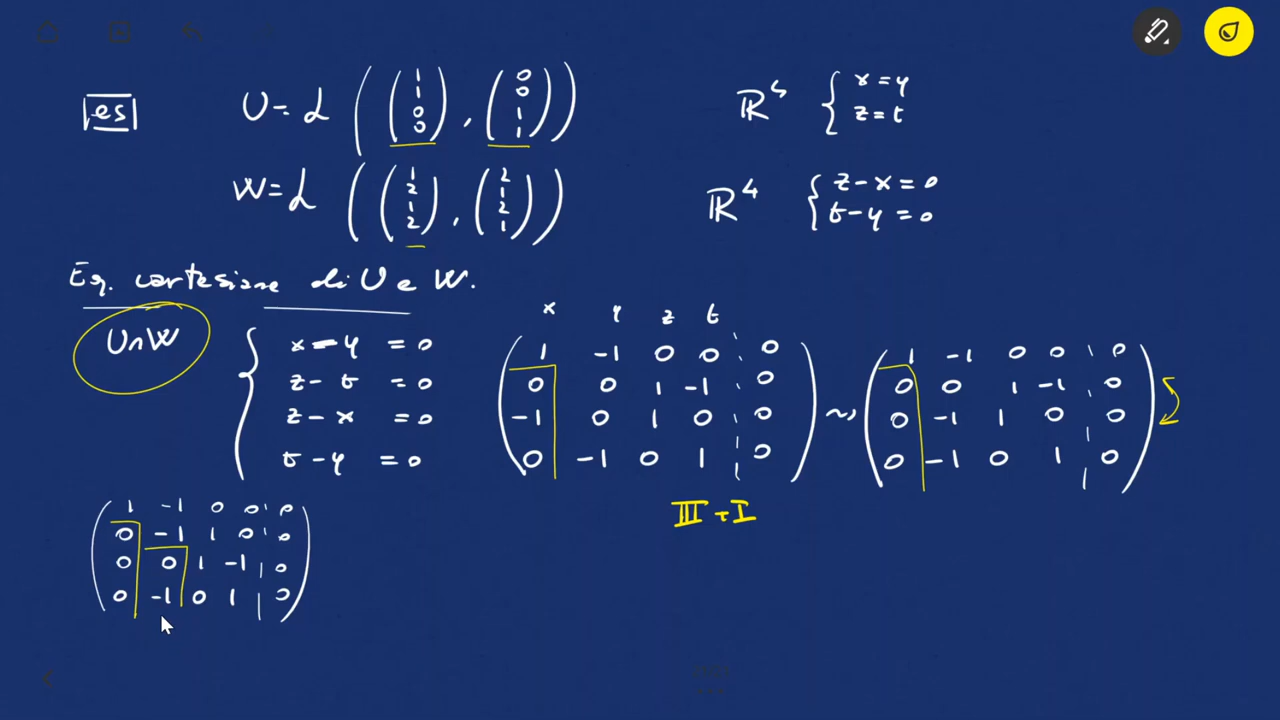 es U = L ( (1 1 0 0) , (0 0 1 1) ) R⁴ { x = y
z = t
W = L ( (1 2 1 2) , (2 1 2 1) ) R⁴ { z - x = 0
t - y = 0
Eq. cartesiane di U e W.
U∩W { x - y = 0
z - t = 0
z - x = 0
t - y = 0
x y z t
1 -1 0 0 0
0 0 1 -1 0
-1 0 1 0 0
0 -1 0 1 0
~>
1 -1 0 0 0
0 0 1 -1 0
0 -1 1 0 0
0 -1 0 1 0
III + I
1 -1 0 0 0
0 -1 1 0 0
0 0 1 -1 0
0 -1 0 1 0